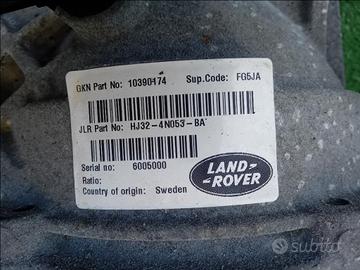 GKN Part No: 10390174 Sup.Code: FG5JA
JLR Part No: HJ32-4N053-BA
Serial no: 6005000
Ratio:
Country of origin: Sweden
LAND-
-ROVER
subito